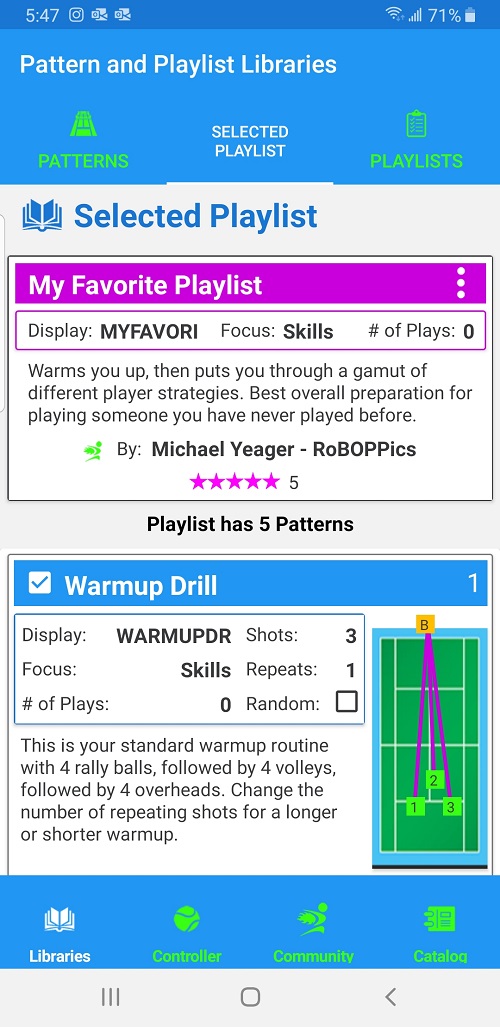 5:47 71%
Pattern and Playlist Libraries
PATTERNS
SELECTED
PLAYLIST
PLAYLISTS
Selected Playlist
My Favorite Playlist
Display: MYFAVORI Focus: Skills # of Plays: 0
Warms you up, then puts you through a gamut of
different player strategies. Best overall preparation for
playing someone you have never played before.
By: Michael Yeager - RoBOPPics
5
Playlist has 5 Patterns
Warmup Drill 1
Display: WARMUPDR Shots: 3
Focus: Skills Repeats: 1
# of Plays: 0 Random:
This is your standard warmup routine
with 4 rally balls, followed by 4 volleys,
followed by 4 overheads. Change the
number of repeating shots for a longer
or shorter warmup.
B
2
1 3
Libraries Controller Community Catalog